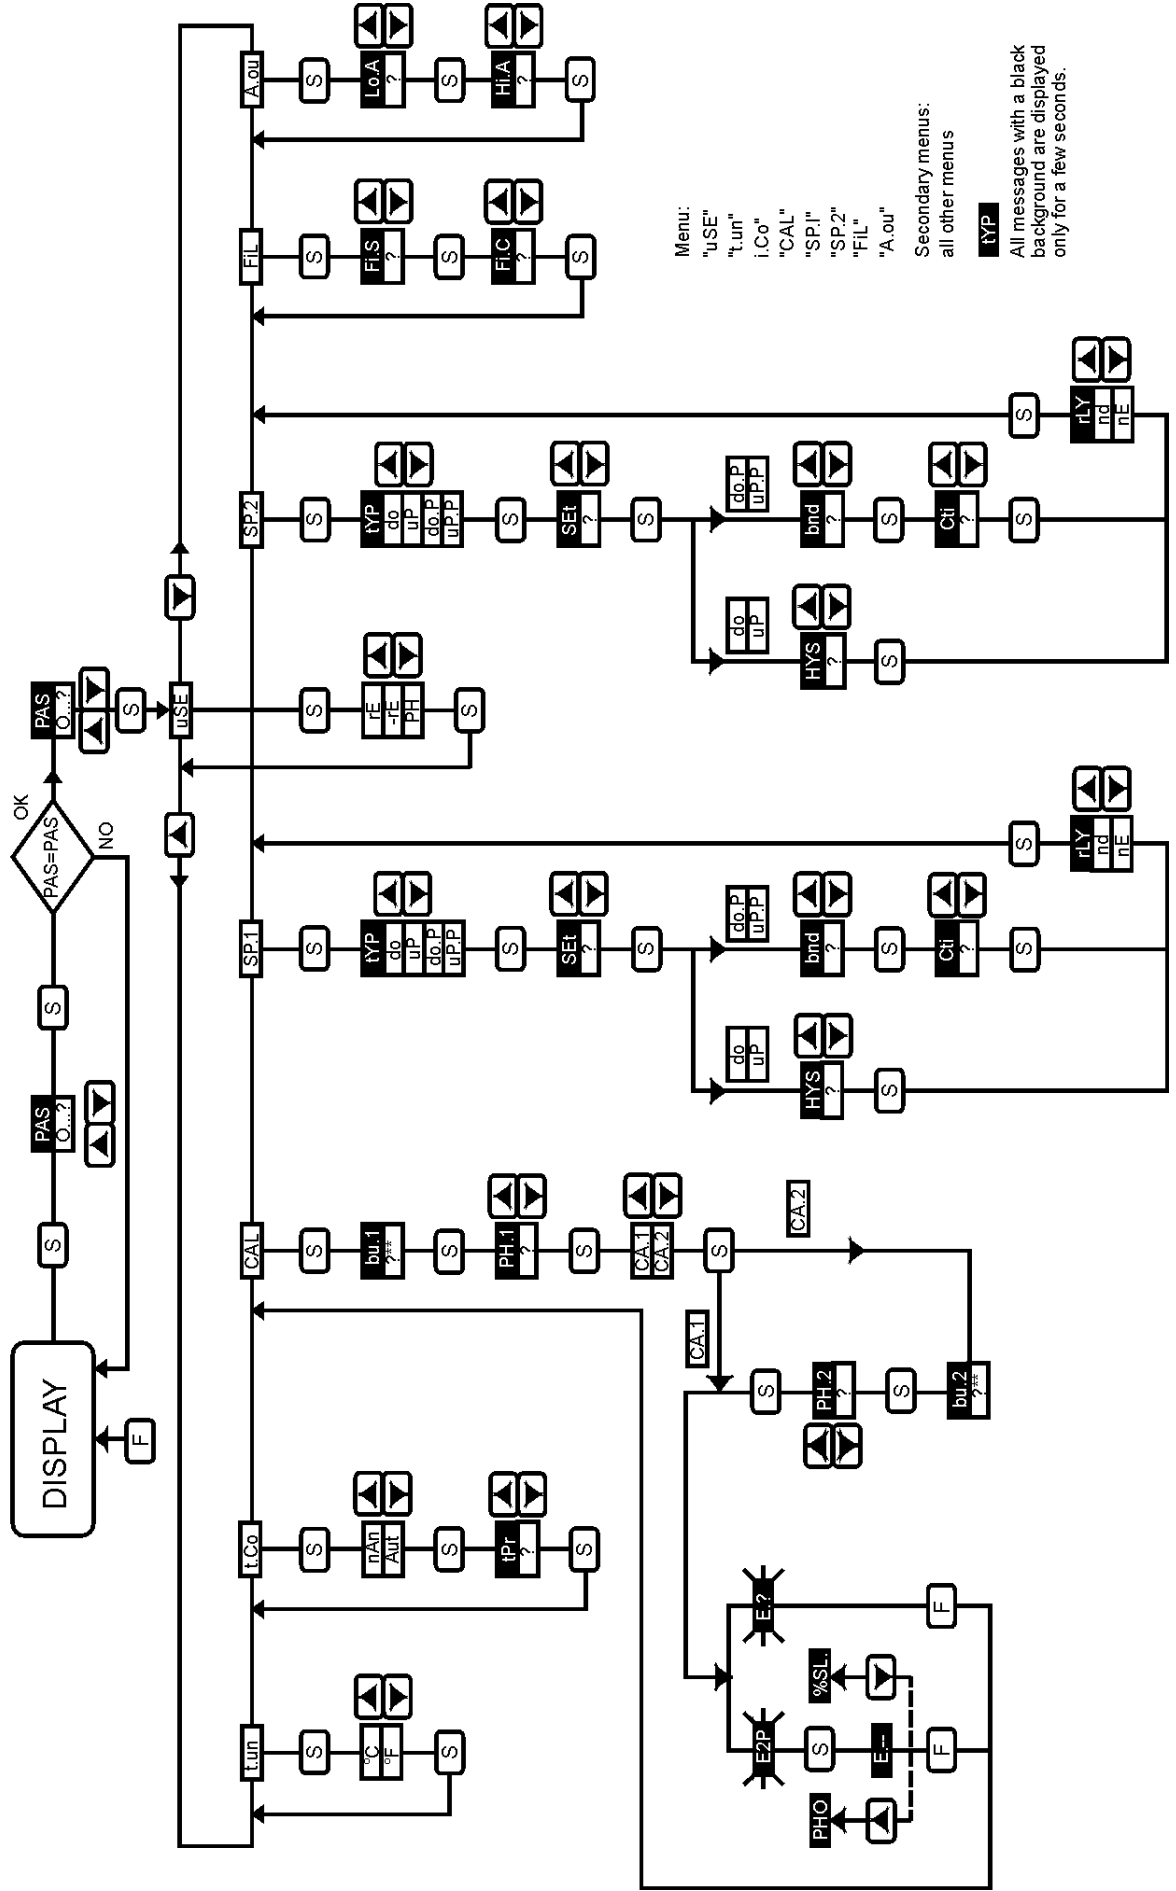 DISPLAY
F
S
PAS
O...?
S
PAS=PAS
OK
NO
PAS
O...?
S
uSE
S
rE
-rE
PH
S
t.un
S
°C
°F
S
t.Co
S
nAn
Aut
S
tPr
?
S
CAL
S
bu.1
?**
S
PH.1
?
S
CA.1
CA.2
S
CA.1
CA.2
bu.2
?**
S
PH.2
?
S
E2P
S
E.--
PHO
%SL.
F
E.?
F
SP.1
S
tYP
do
uP
do.P
uP.P
S
SEt
?
S
do
uP
HYS
?
S
do.P
uP.P
bnd
?
S
Cti
?
S
rLY
nd
nE
S
SP.2
S
tYP
do
uP
do.P
uP.P
S
SEt
?
S
do
uP
HYS
?
S
do.P
uP.P
bnd
?
S
Cti
?
S
rLY
nd
nE
S
FiL
S
Fi.S
?
S
Fi.C
?
S
A.ou
S
Lo.A
?
S
Hi.A
?
S
Menu:
"uSE"
"t.un"
i.Co"
"CAL"
"SP.I"
"SP.2"
"FiL"
"A.ou"
Secondary menus:
all other menus
tYP
All messages with a black
background are displayed
only for a few seconds.